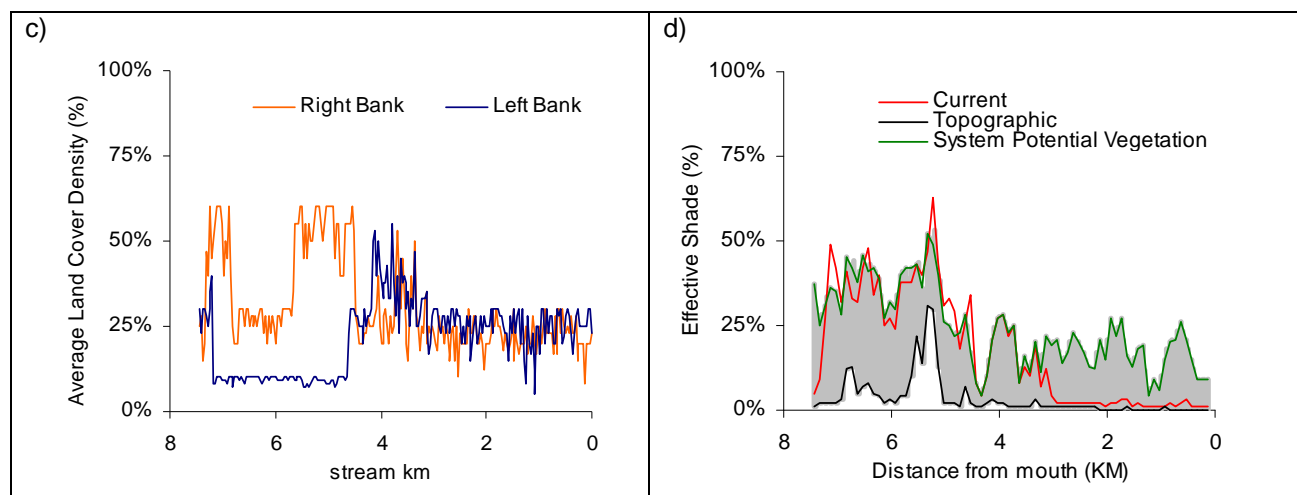 c)
Average Land Cover Density (%)
100%
75%
50%
25%
0%
Right Bank
Left Bank
8
6
4
2
0
stream km
d)
Effective Shade (%)
100%
75%
50%
25%
0%
Current
Topographic
System Potential Vegetation
8
6
4
2
0
Distance from mouth (KM)